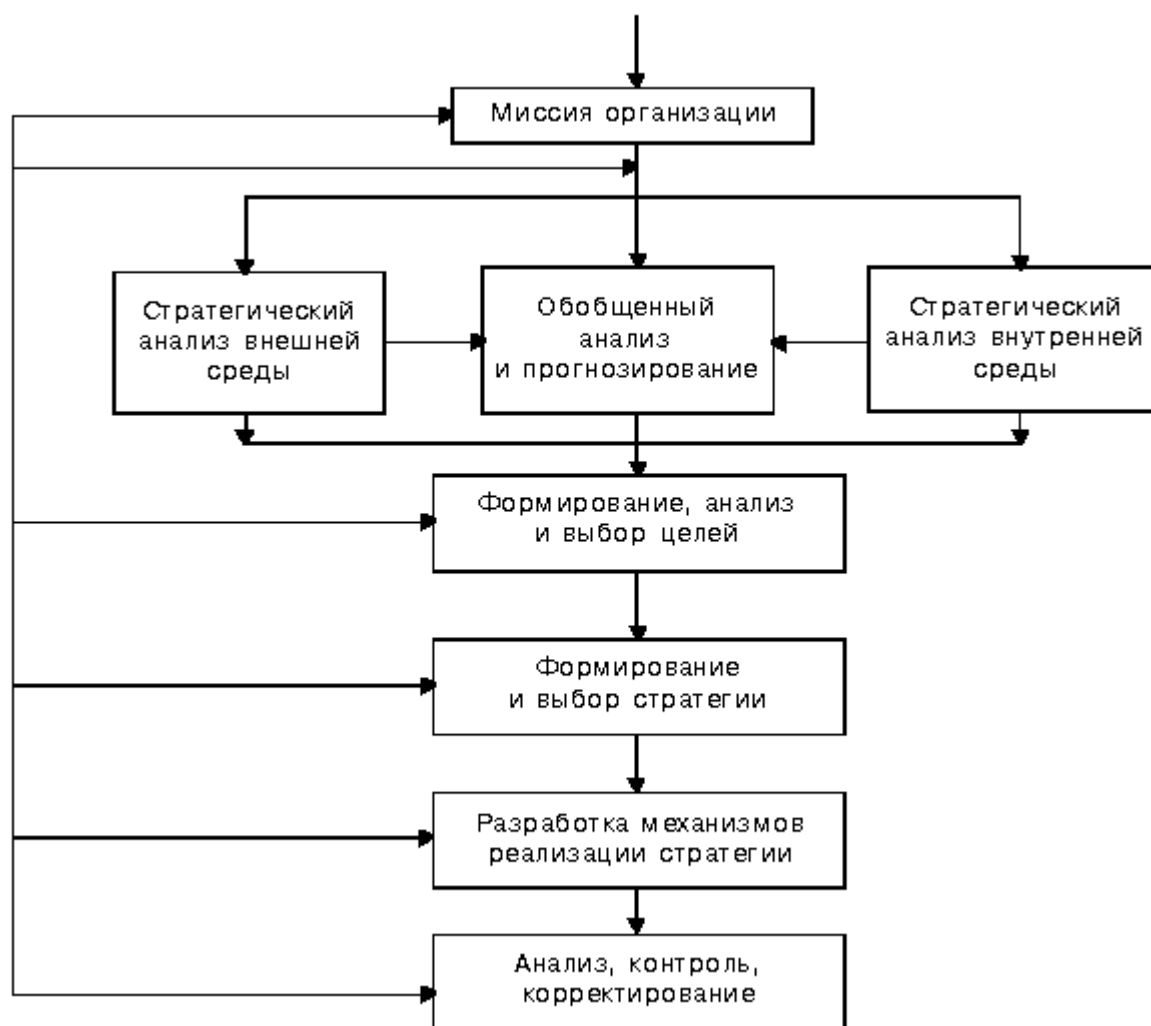 Миссия организации
Стратегический
анализ внешней
среды
Обобщенный
анализ
и прогнозирование
Стратегический
анализ внутренней
среды
Формирование, анализ
и выбор целей
Формирование
и выбор стратегии
Разработка механизмов
реализации стратегии
Анализ, контроль,
корректирование